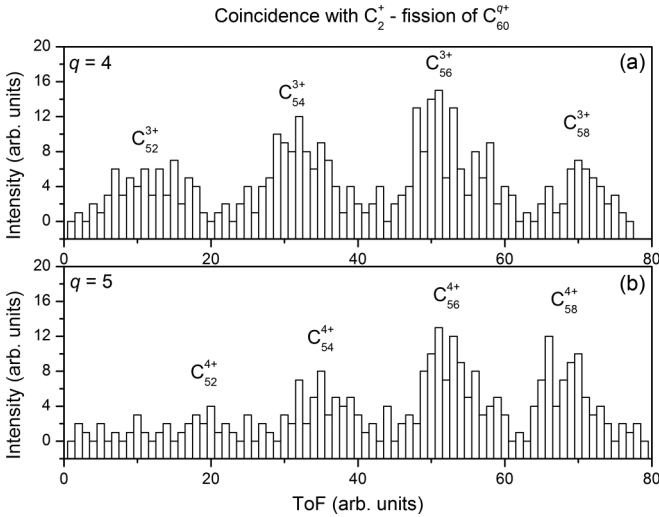 Coincidence with C₂⁺ - fission of C₆₀^q+
20
16
12
8
4
0
Intensity (arb. units)
q = 4
(a)
C₅₂³⁺
C₅₄³⁺
C₅₆³⁺
C₅₈³⁺
0 20 40 60 80
20
16
12
8
4
0
Intensity (arb. units)
q = 5
(b)
C₅₂⁴⁺
C₅₄⁴⁺
C₅₆⁴⁺
C₅₈⁴⁺
0 20 40 60 80
ToF (arb. units)